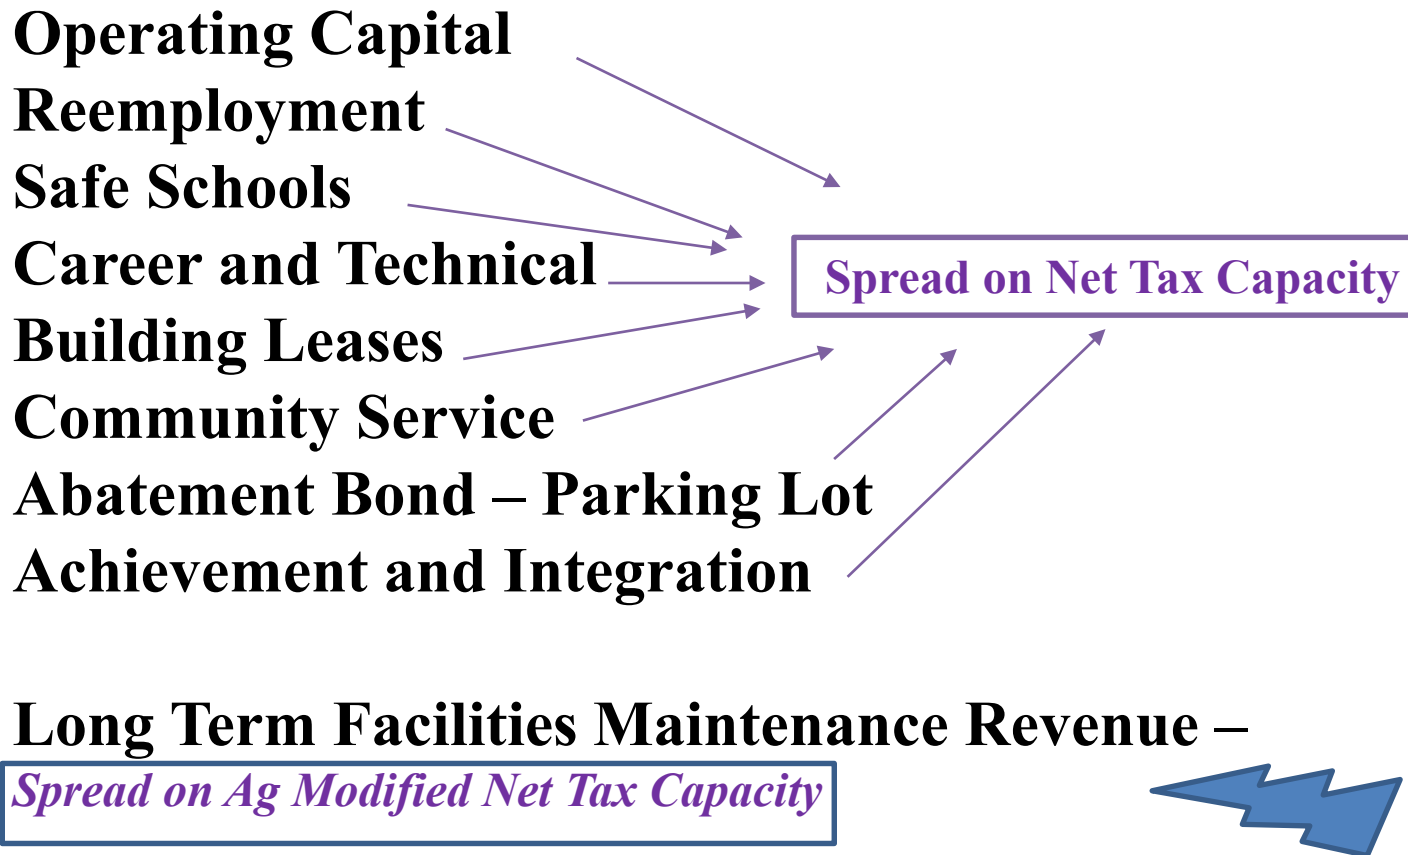 Operating Capital
Reemployment
Safe Schools
Career and Technical
Spread on Net Tax Capacity
Building Leases
Community Service
Abatement Bond – Parking Lot
Achievement and Integration
Long Term Facilities Maintenance Revenue –
Spread on Ag Modified Net Tax Capacity